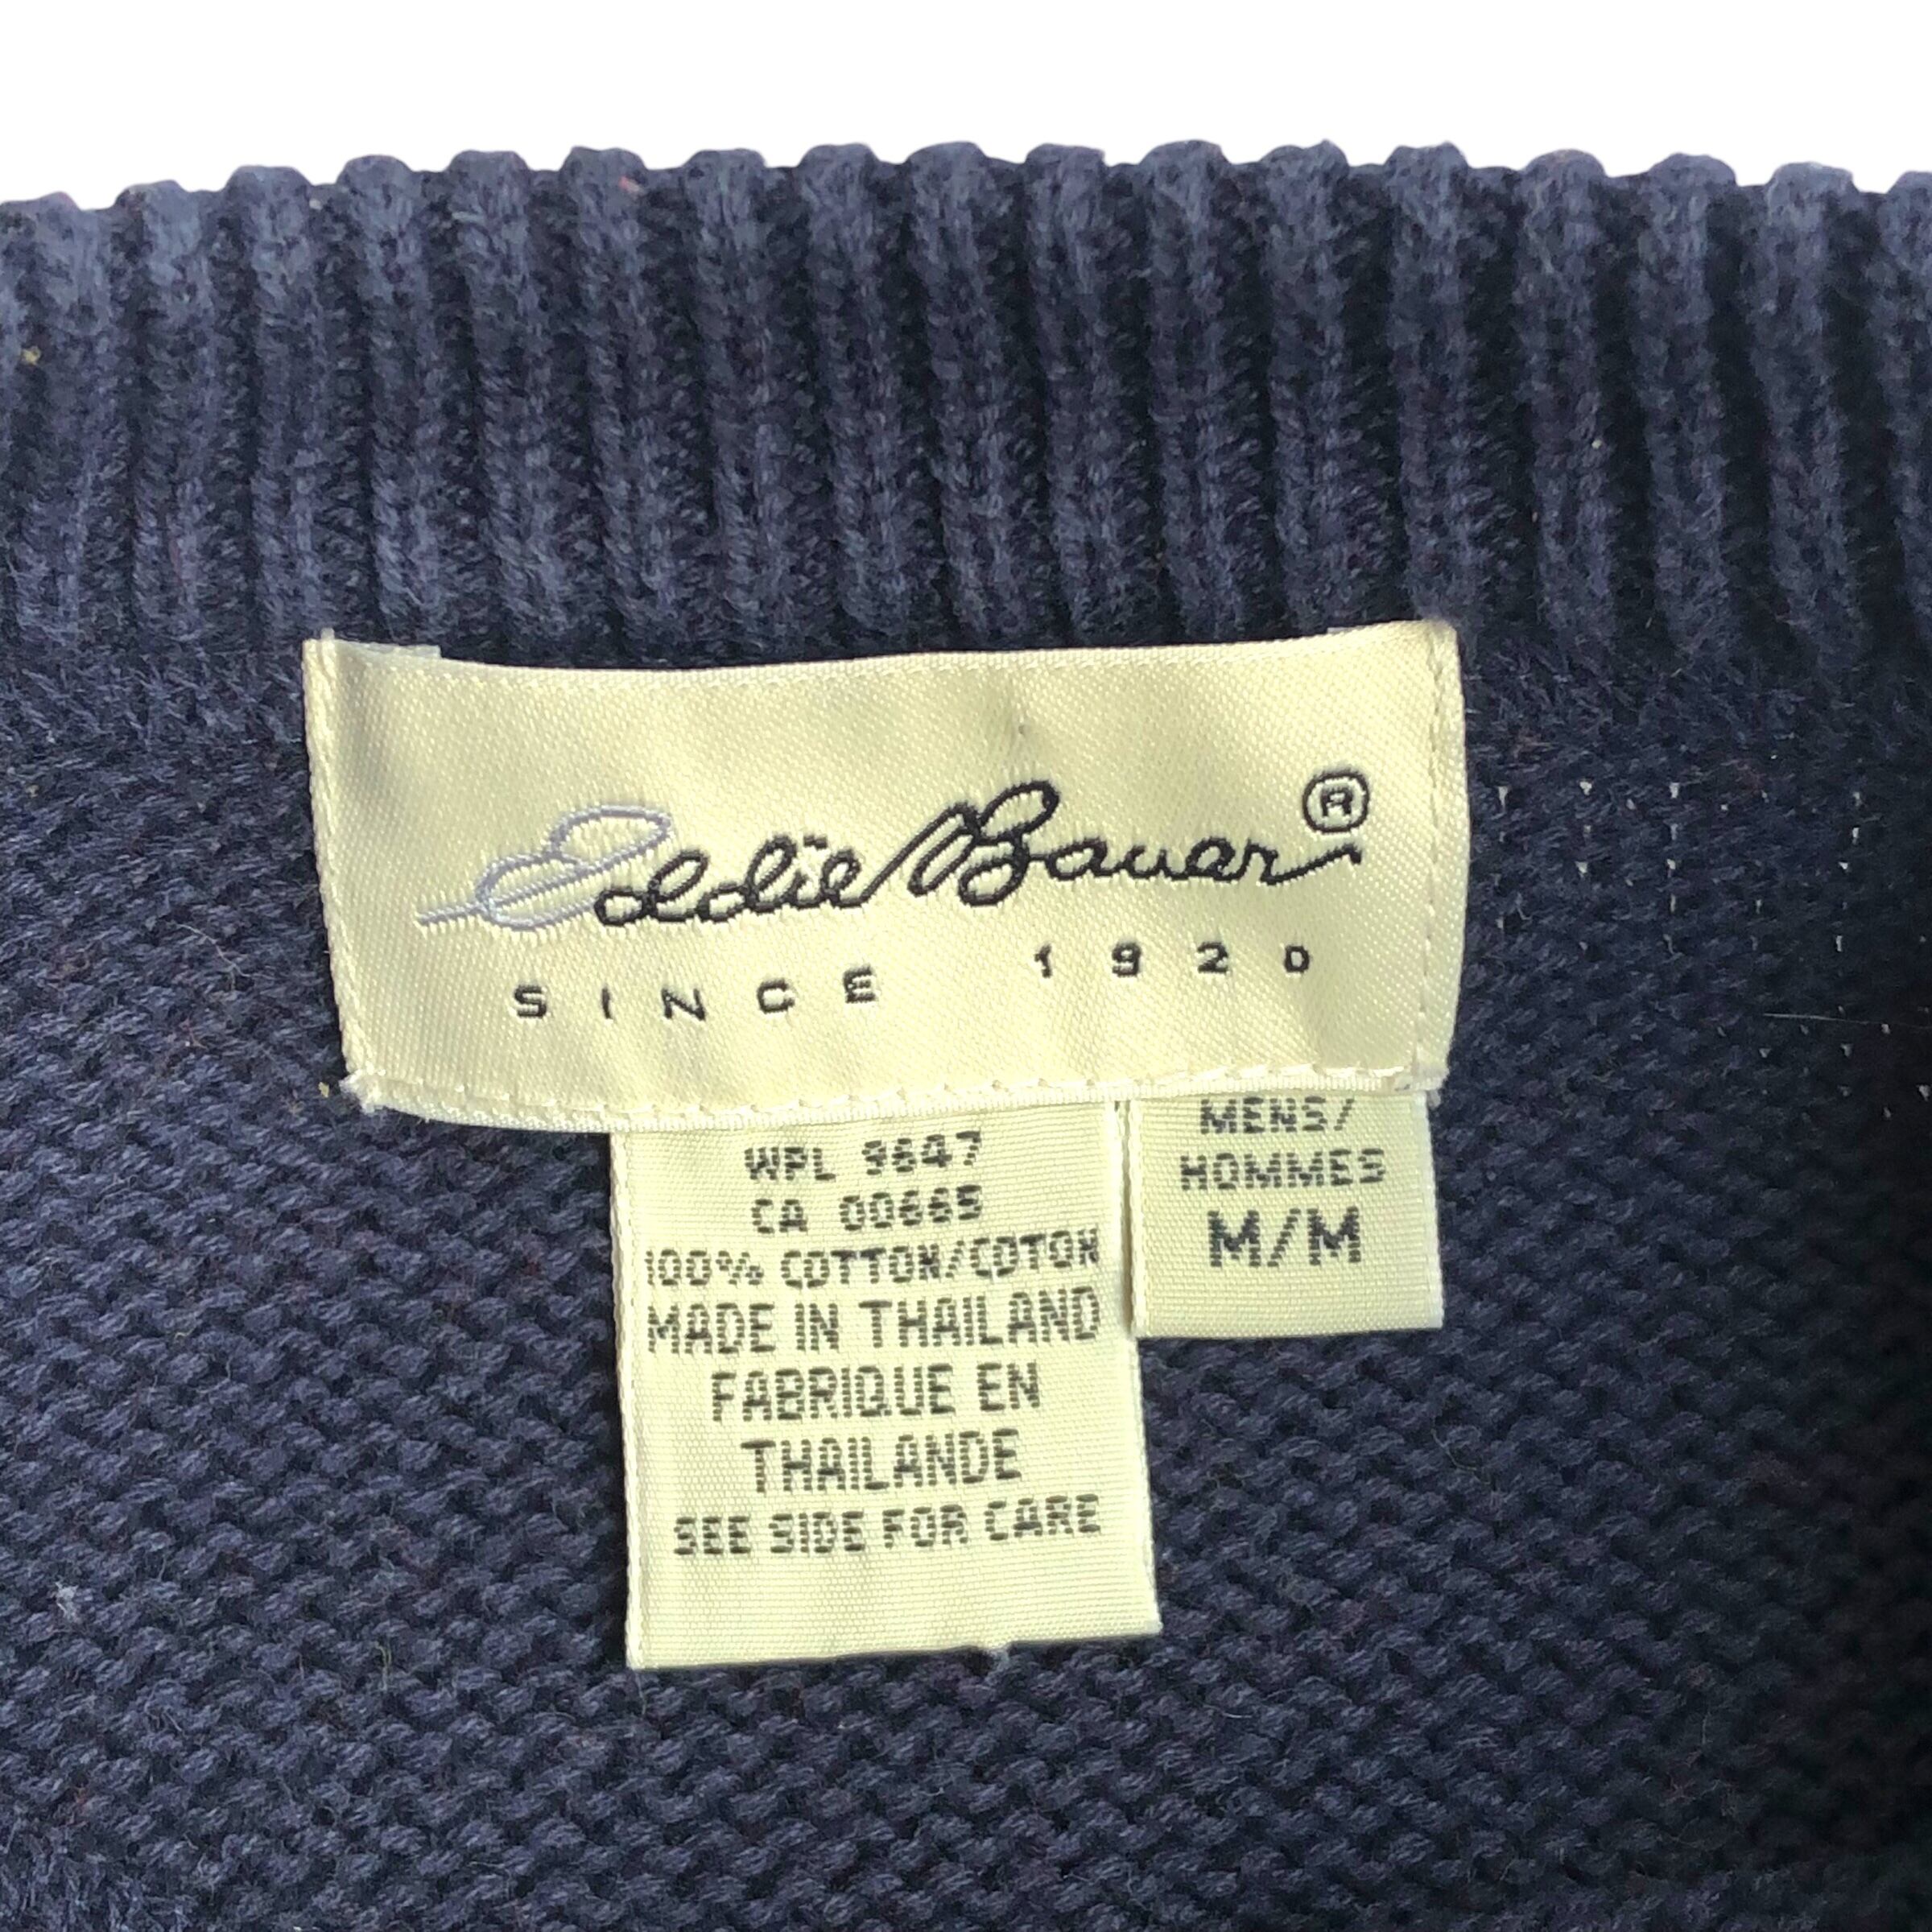 Eddie Bauer®
SINCE 1920
WPL 9647
CA 00665
100% COTTON/COTON
MADE IN THAILAND
FABRIQUE EN
THAILANDE
SEE SIDE FOR CARE
MENS/
HOMMES
M/M